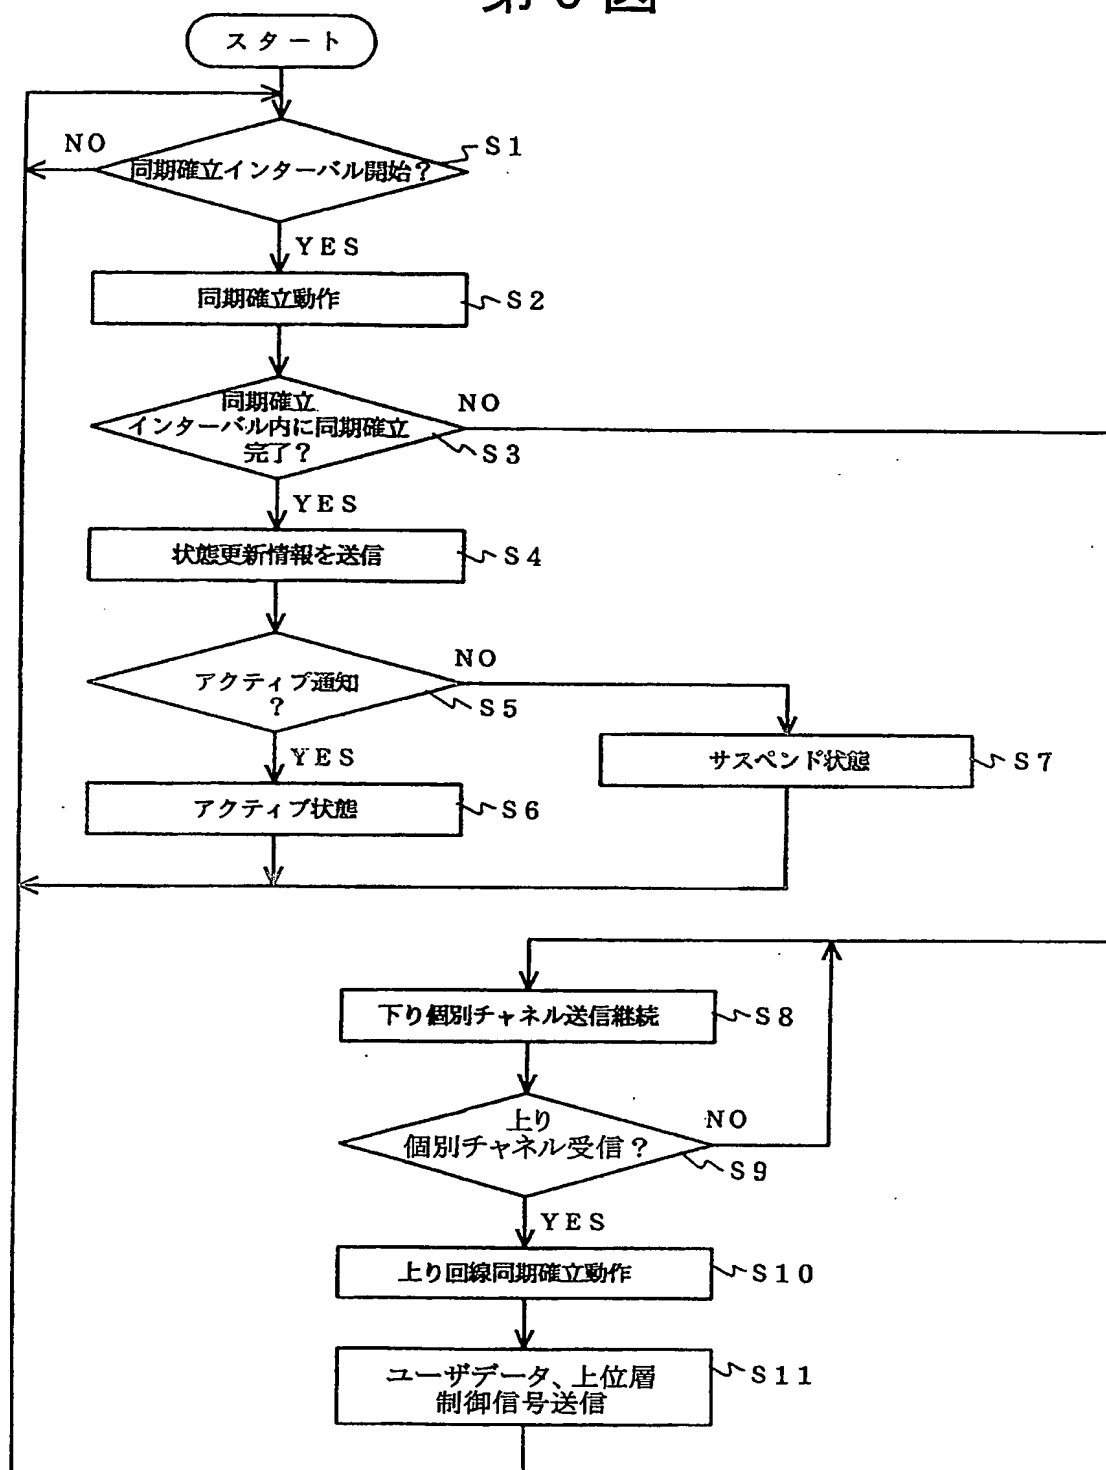 スタート
NO
同期確立インターバル開始?
S1
YES
同期確立動作
S2
同期確立
インターバル内に同期確立
完了?
NO
S3
YES
状態更新情報を送信
S4
アクティブ通知
?
NO
S5
YES
サスペンド状態
S7
アクティブ状態
S6
下り個別チャネル送信継続
S8
上り
個別チャネル受信?
NO
S9
YES
上り回線同期確立動作
S10
ユーザデータ、上位層
制御信号送信
S11